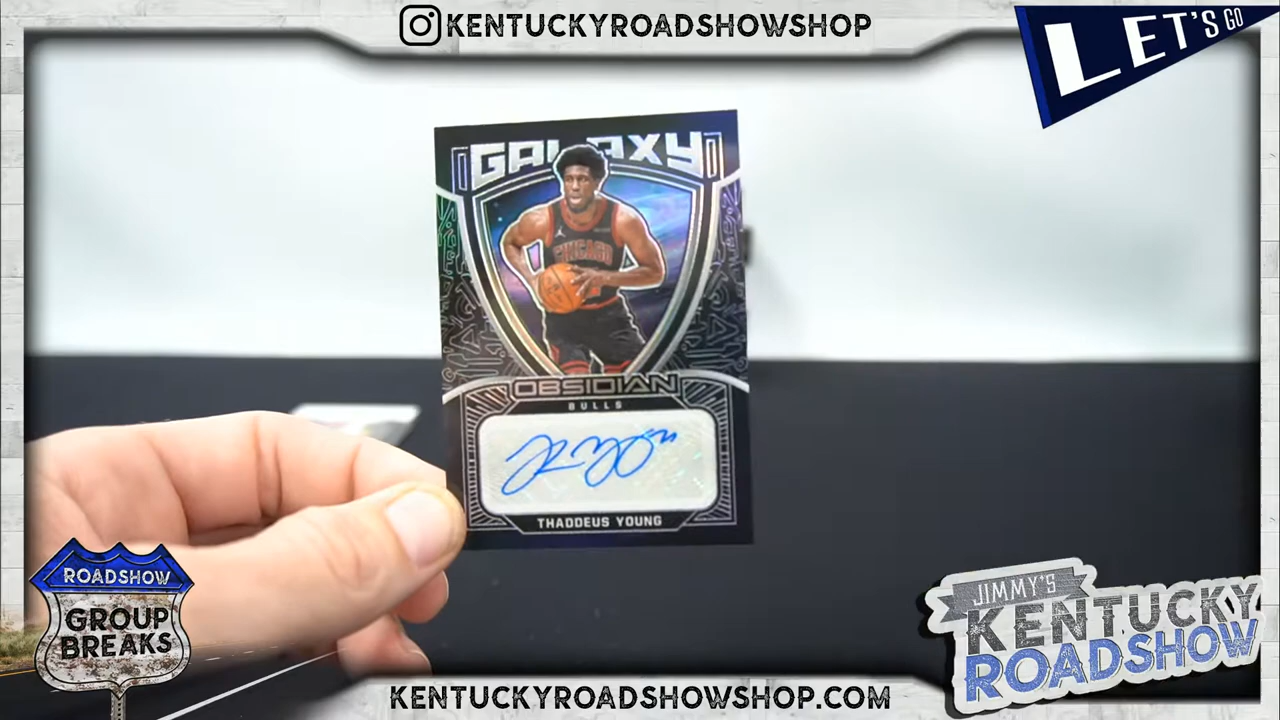 KENTUCKYROADSHOWSHOP
LET'S GO
GALAXY
CHICAGO
OBSIDIAN
BULLS
THADDEUS YOUNG
ROADSHOW
GROUP
BREAKS
JIMMY'S
KENTUCKY
ROADSHOW
KENTUCKYROADSHOWSHOP.COM